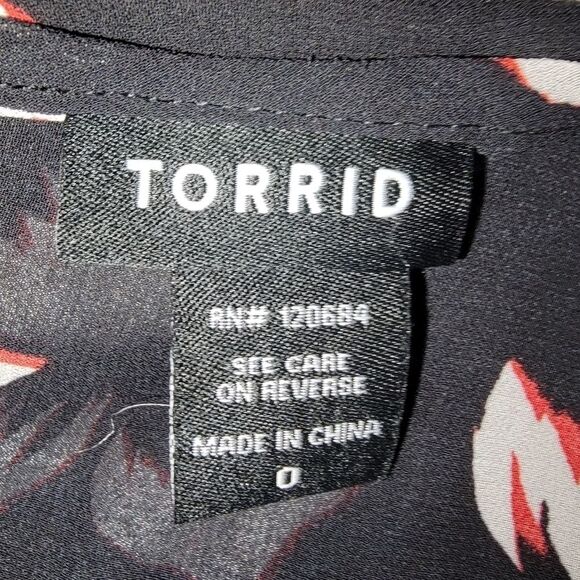 TORRID
RN# 120684
SEE CARE
ON REVERSE
MADE IN CHINA
0